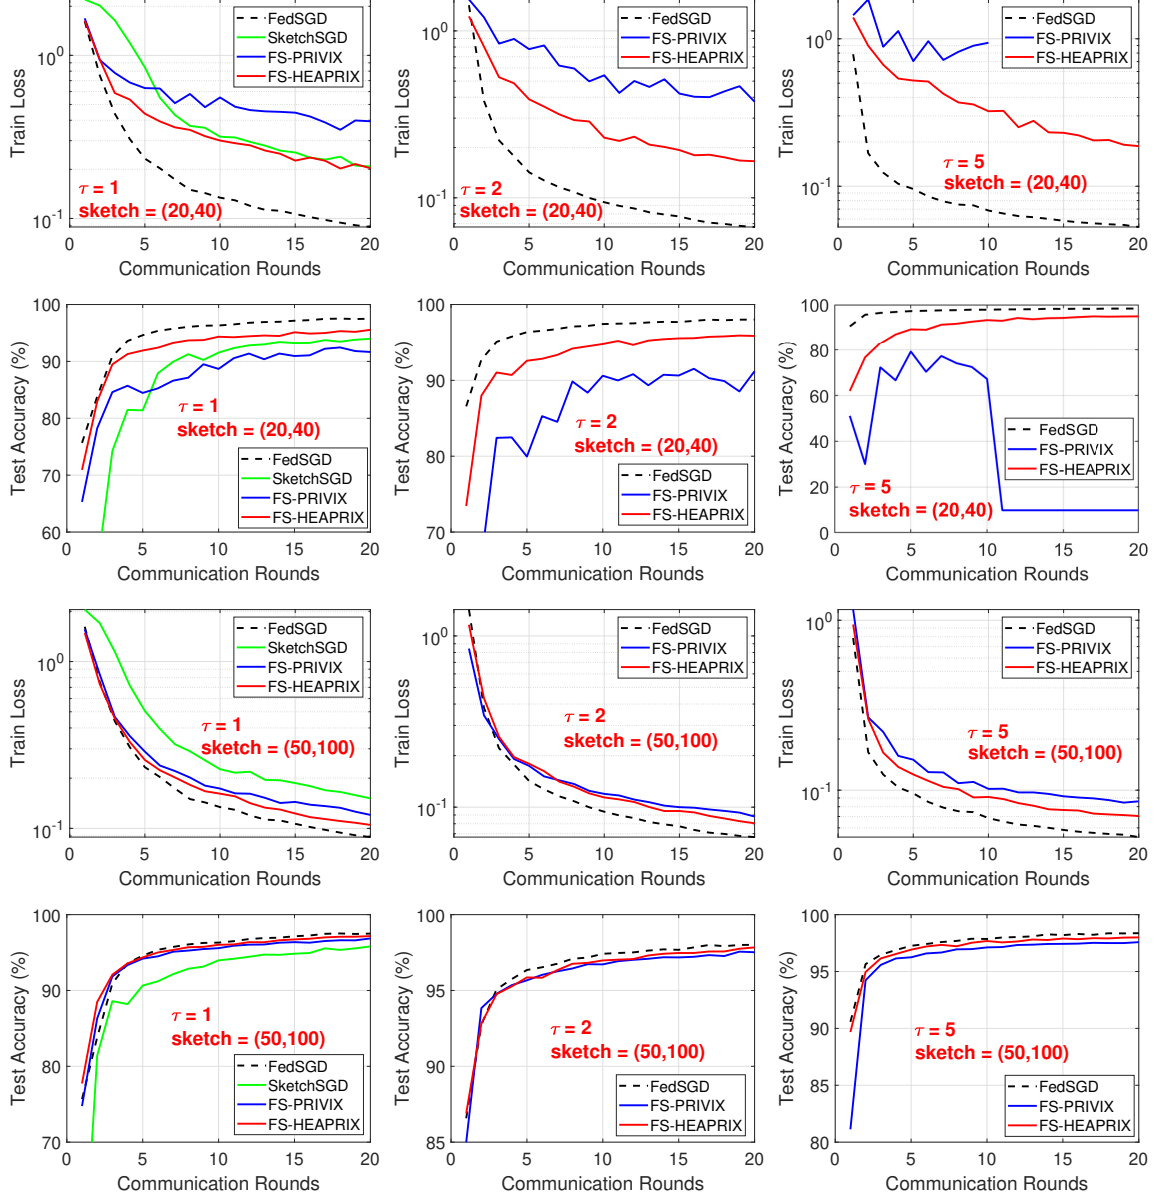 Train Loss
10^0
10^-1
FedSGD
SketchSGD
FS-PRIVIX
FS-HEAPRIX
τ = 1
sketch = (20,40)
0 5 10 15 20
Communication Rounds
Train Loss
10^0
10^-1
FedSGD
FS-PRIVIX
FS-HEAPRIX
τ = 2
sketch = (20,40)
0 5 10 15 20
Communication Rounds
Train Loss
10^0
10^-1
FedSGD
FS-PRIVIX
FS-HEAPRIX
τ = 5
sketch = (20,40)
0 5 10 15 20
Communication Rounds
Test Accuracy (%)
100
90
80
70
60
τ = 1
sketch = (20,40)
FedSGD
SketchSGD
FS-PRIVIX
FS-HEAPRIX
0 5 10 15 20
Communication Rounds
Test Accuracy (%)
100
90
80
70
τ = 2
sketch = (20,40)
FedSGD
FS-PRIVIX
FS-HEAPRIX
0 5 10 15 20
Communication Rounds
Test Accuracy (%)
100
80
60
40
20
10
0
FedSGD
FS-PRIVIX
FS-HEAPRIX
τ = 5
sketch = (20,40)
0 5 10 15 20
Communication Rounds
Train Loss
10^0
10^-1
FedSGD
SketchSGD
FS-PRIVIX
FS-HEAPRIX
τ = 1
sketch = (50,100)
0 5 10 15 20
Communication Rounds
Train Loss
10^0
10^-1
FedSGD
FS-PRIVIX
FS-HEAPRIX
τ = 2
sketch = (50,100)
0 5 10 15 20
Communication Rounds
Train Loss
10^0
10^-1
FedSGD
FS-PRIVIX
FS-HEAPRIX
τ = 5
sketch = (50,100)
0 5 10 15 20
Communication Rounds
Test Accuracy (%)
100
90
80
70
τ = 1
sketch = (50,100)
FedSGD
SketchSGD
FS-PRIVIX
FS-HEAPRIX
0 5 10 15 20
Communication Rounds
Test Accuracy (%)
100
95
90
85
τ = 2
sketch = (50,100)
FedSGD
FS-PRIVIX
FS-HEAPRIX
0 5 10 15 20
Communication Rounds
Test Accuracy (%)
100
95
90
85
80
τ = 5
sketch = (50,100)
FedSGD
FS-PRIVIX
FS-HEAPRIX
0 5 10 15 20
Communication Rounds